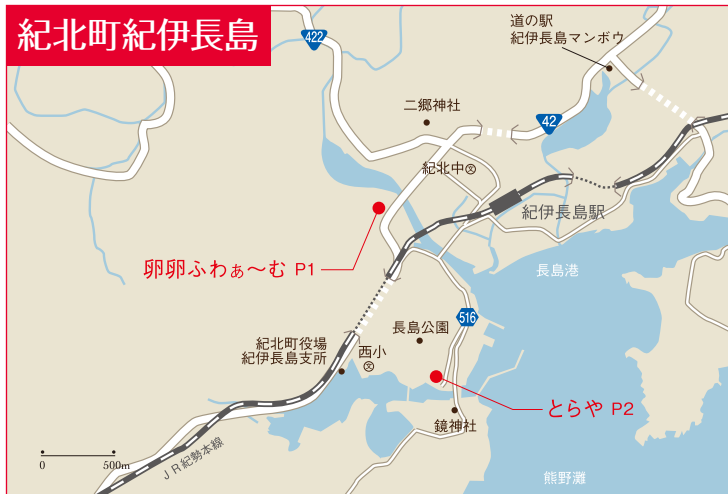 紀北町紀伊長島
道の駅
紀伊長島マンボウ
422
二郷神社
42
紀北中
文
紀伊長島駅
卵卵ふわぁ〜む P1
長島港
516
長島公園
紀北町役場
紀伊長島支所
西小
文
とらや P2
鏡神社
JR紀勢本線
0
500m
熊野灘